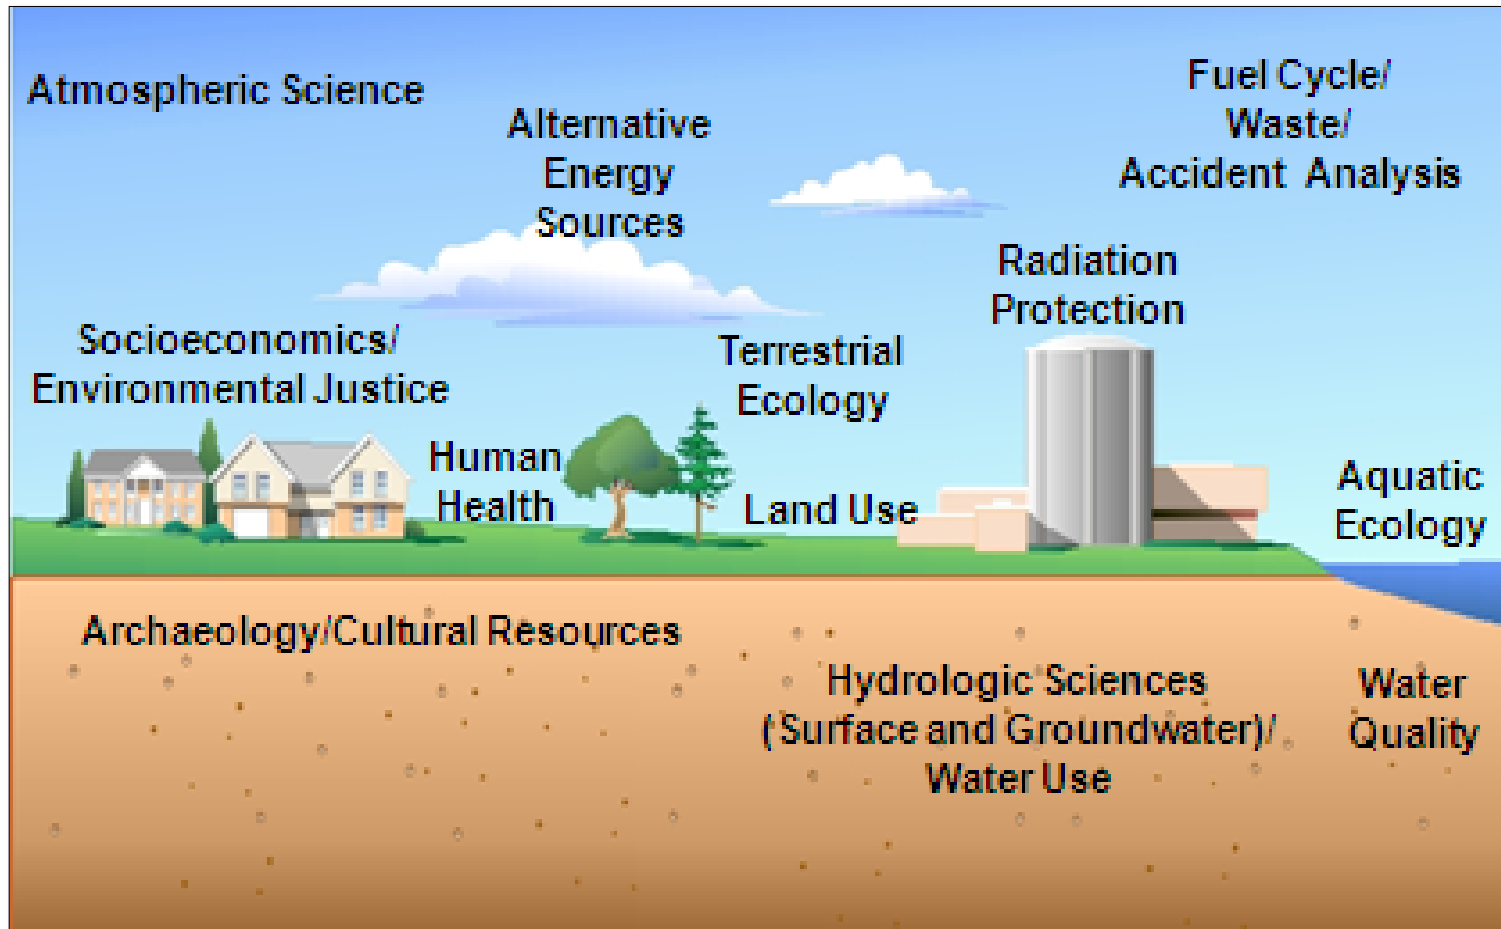 Atmospheric Science
Alternative
Energy
Sources
Fuel Cycle/
Waste/
Accident Analysis
Radiation
Protection
Socioeconomics/
Environmental Justice
Terrestrial
Ecology
Human
Health
Land Use
Aquatic
Ecology
Archaeology/Cultural Resources
Hydrologic Sciences
(Surface and Groundwater)/
Water Use
Water
Quality